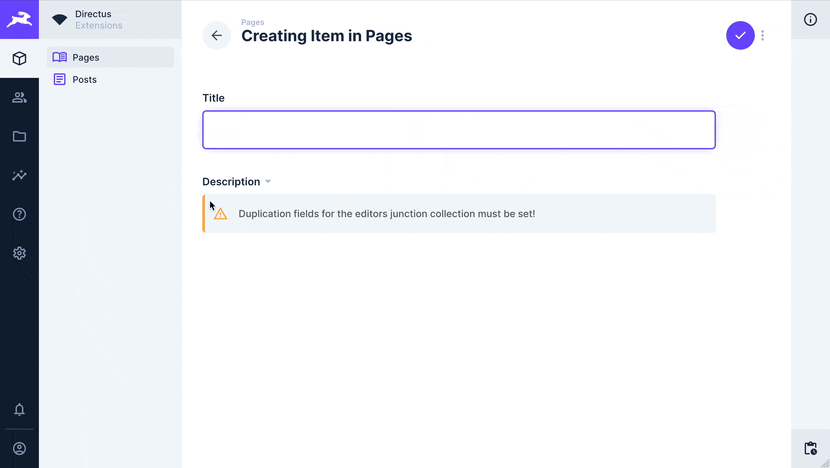 Directus
Extensions
Pages
Posts
Pages
Creating Item in Pages
Title
Description
Duplication fields for the editors junction collection must be set!